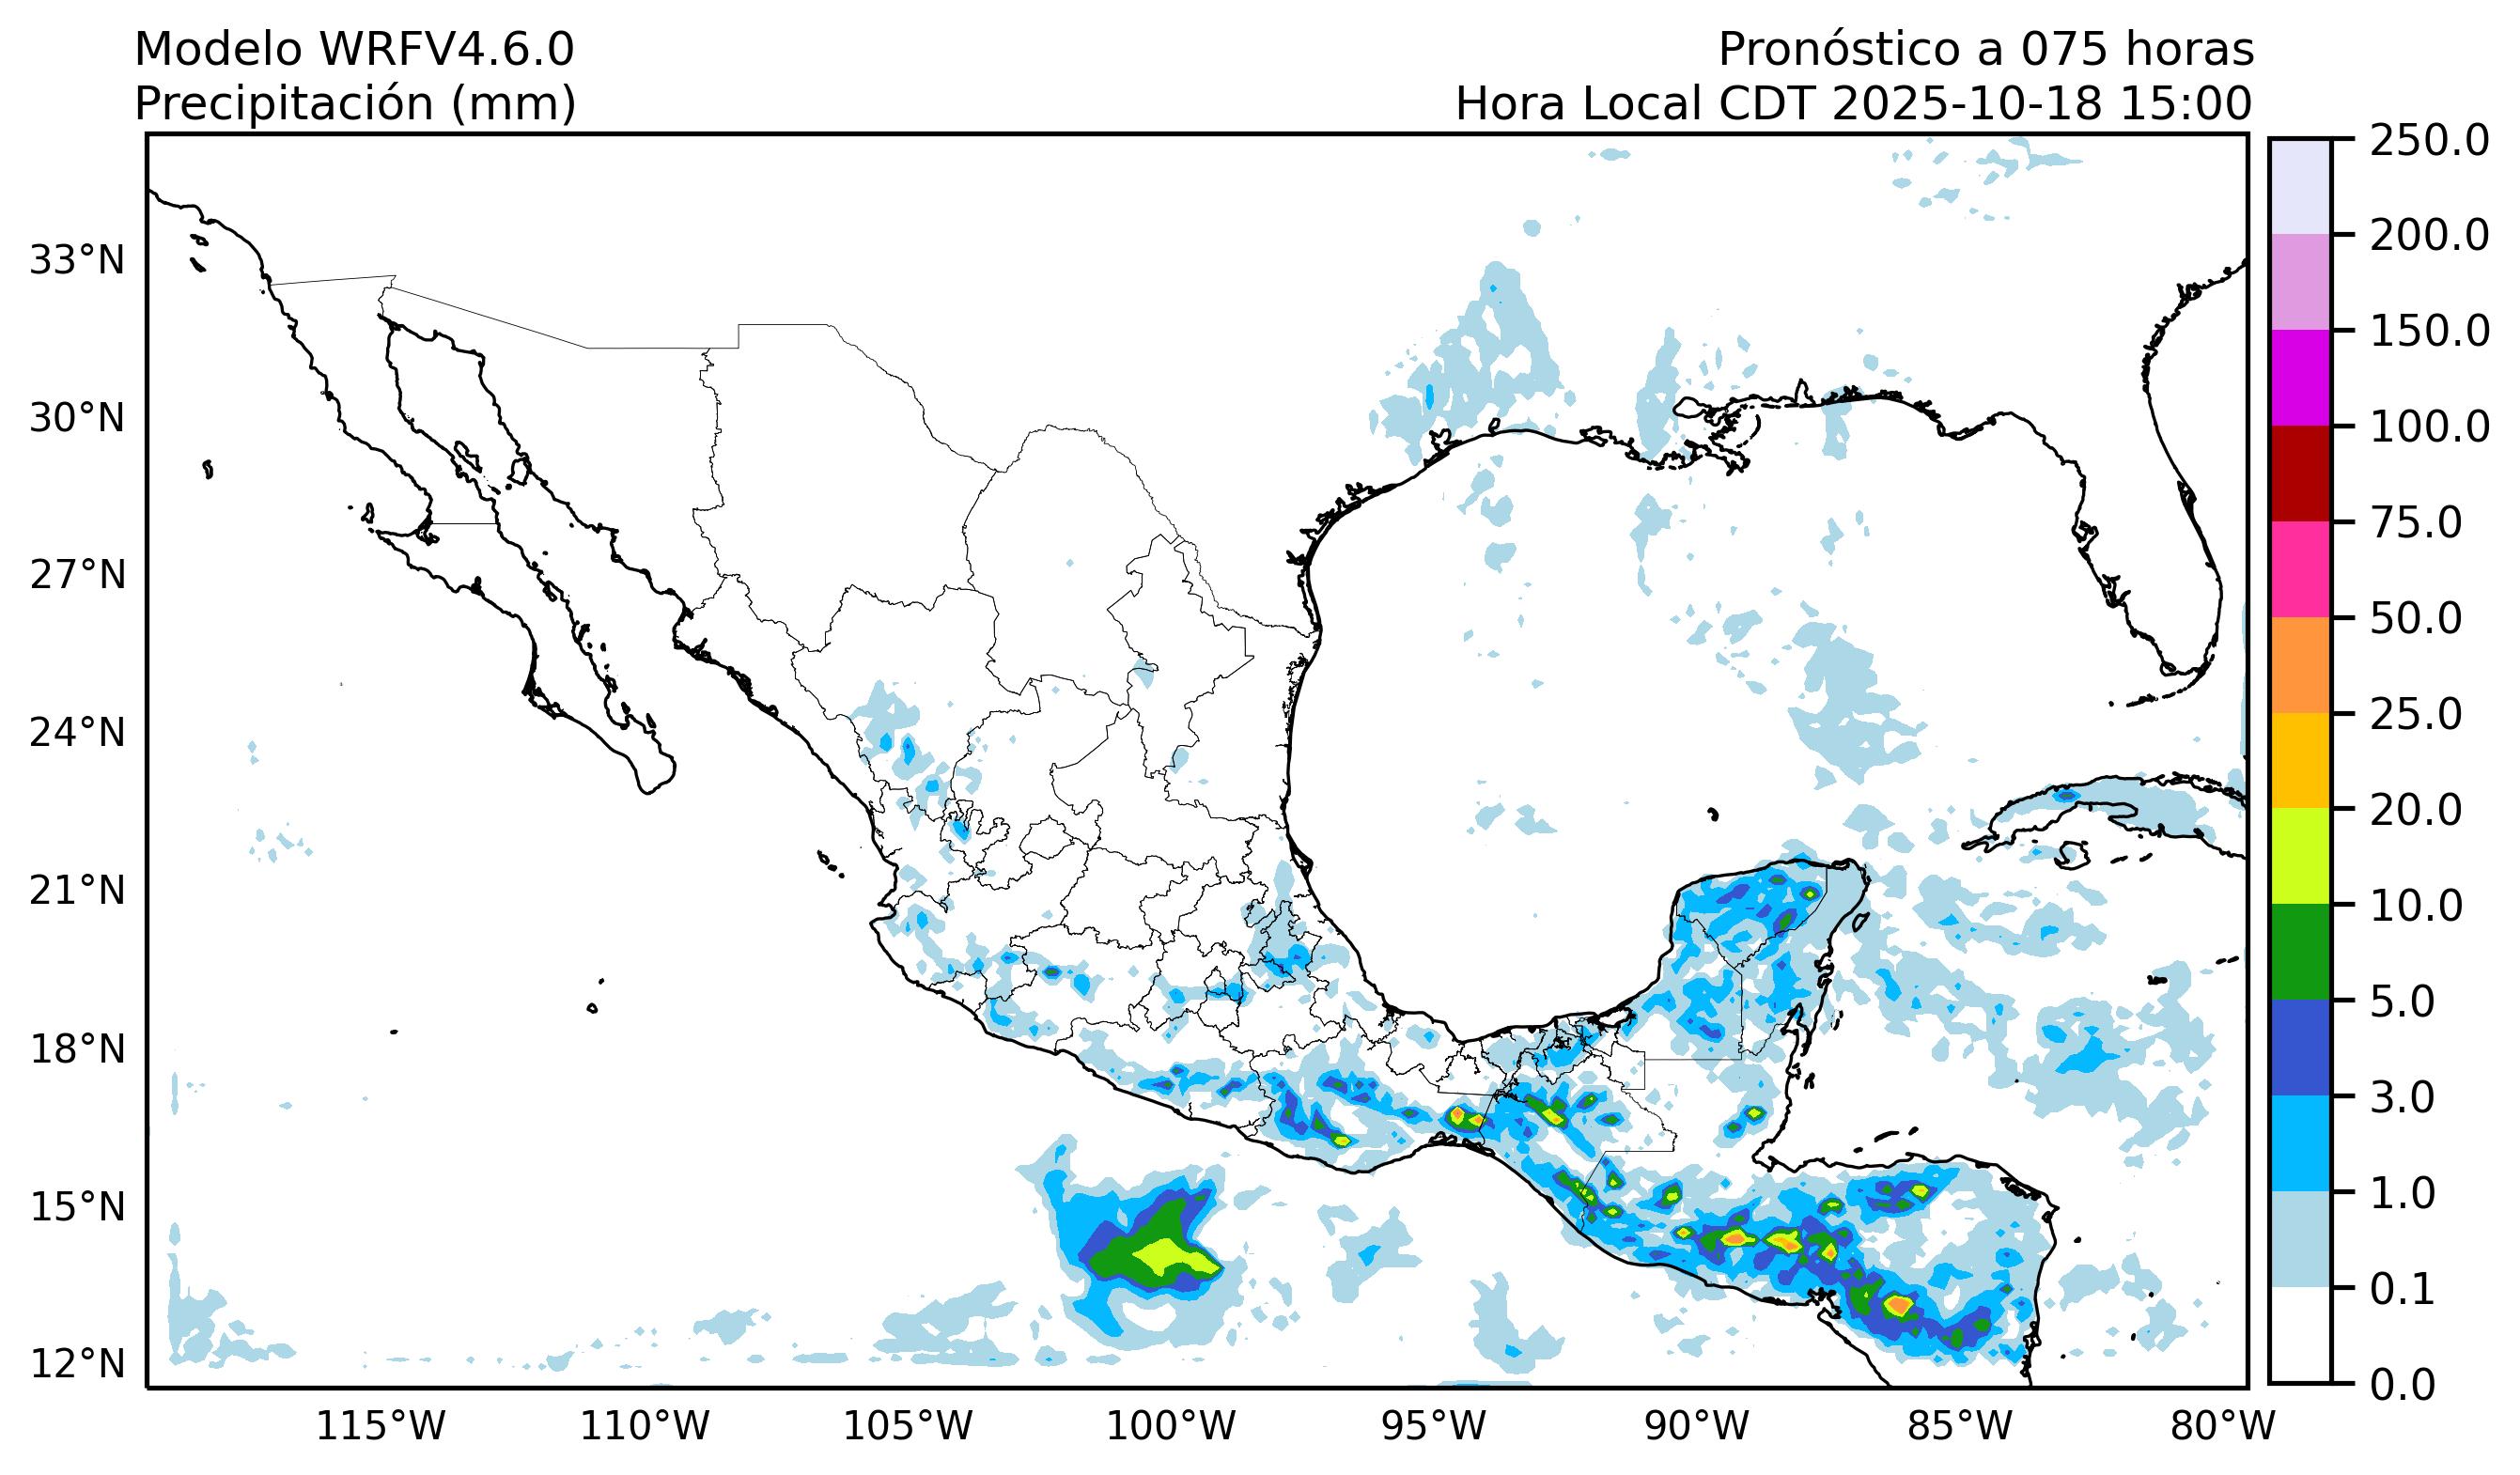 Modelo WRFV4.6.0
Precipitación (mm)
Pronóstico a 075 horas
Hora Local CDT 2025-10-18 15:00
33°N
30°N
27°N
24°N
21°N
18°N
15°N
12°N
115°W
110°W
105°W
100°W
95°W
90°W
85°W
80°W
250.0
200.0
150.0
100.0
75.0
50.0
25.0
20.0
10.0
5.0
3.0
1.0
0.1
0.0